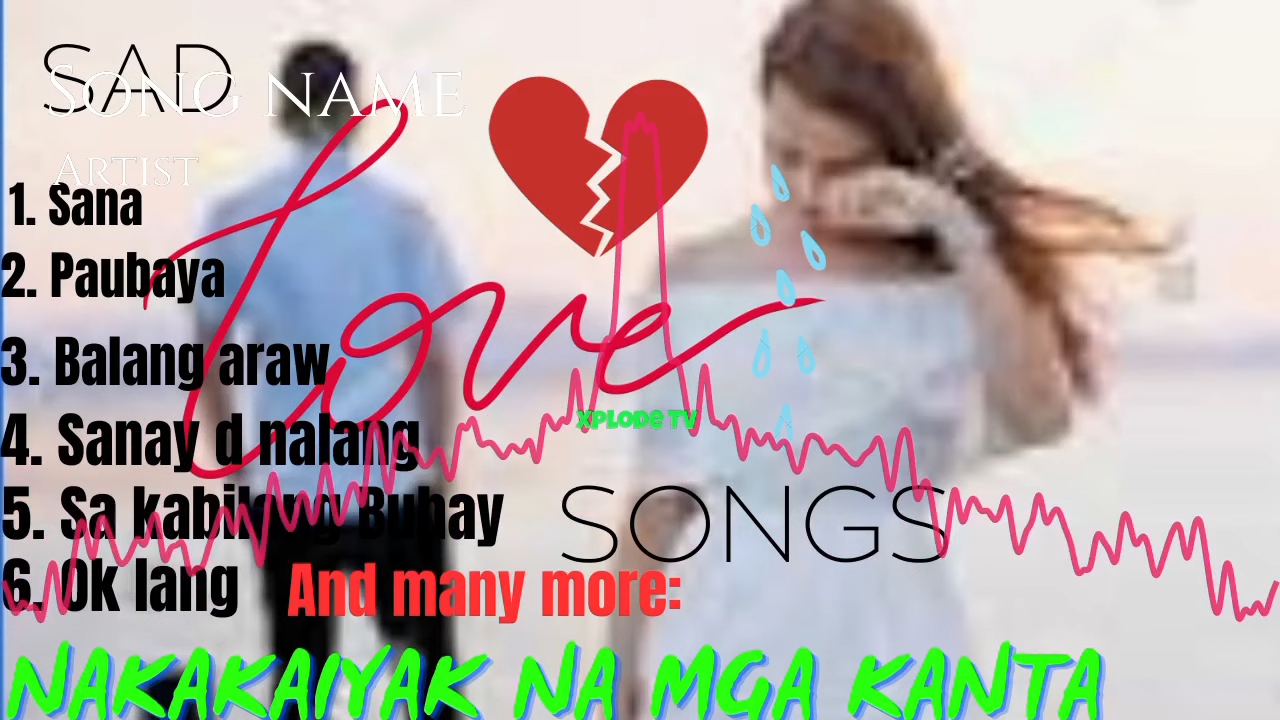 SAD
SONG NAME
ARTIST
1. Sana
2. Paubaya
Love
3. Balang araw
4. Sanay d nalang
XPLODE TV
5. Sa kabilang Buhay
SONGS
6. Ok lang
And many more:
NAKAKAIYAK NA MGA KANTA